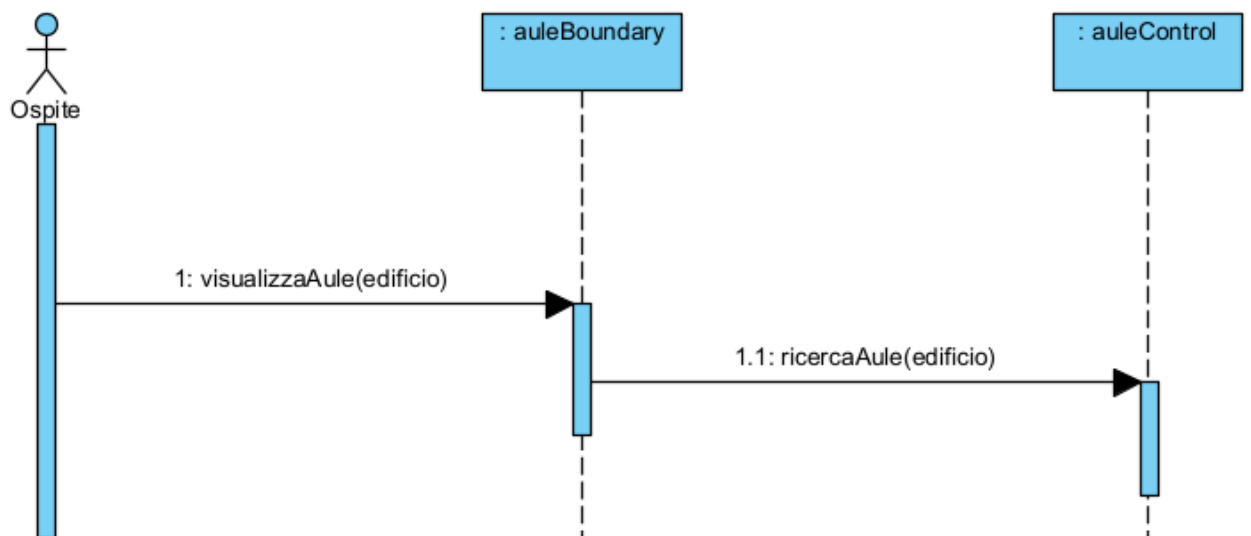 : auleBoundary
: auleControl
Ospite
1: visualizzaAule(edificio)
1.1: ricercaAule(edificio)